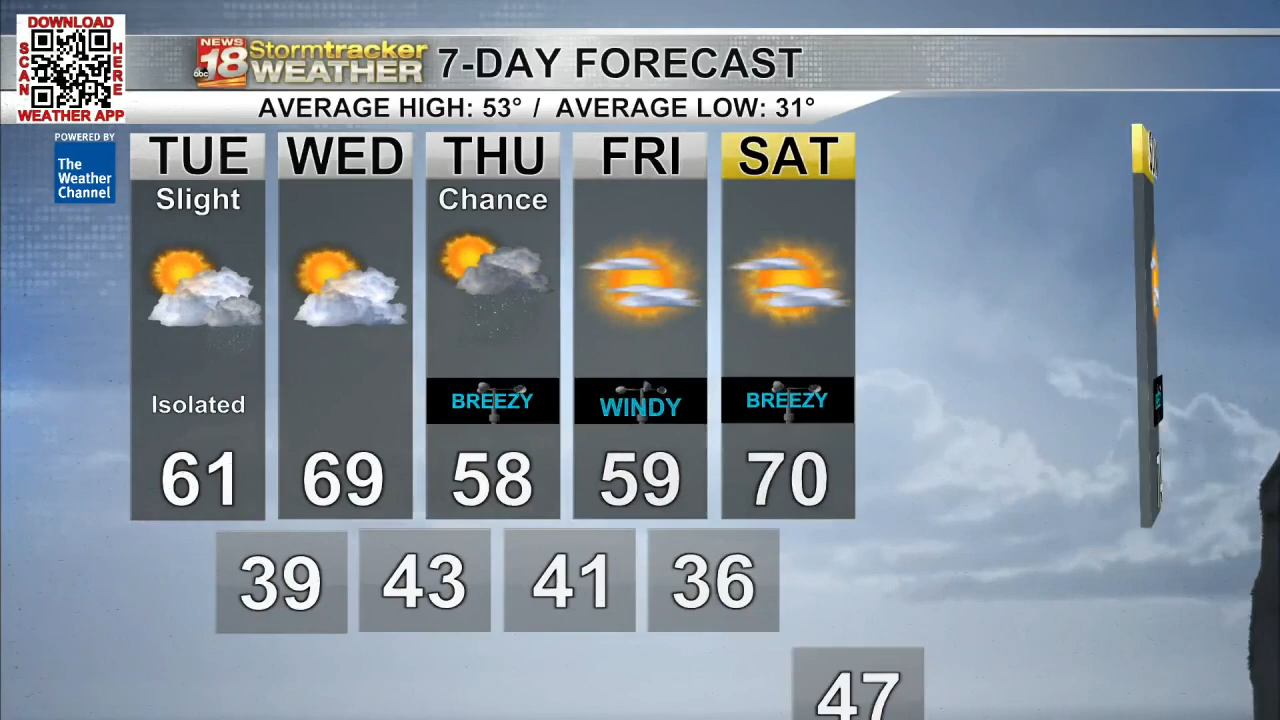 DOWNLOAD
SCAN
HERE
WEATHER APP
NEWS
abc 18
Stormtracker
WEATHER
7-DAY FORECAST
AVERAGE HIGH: 53° / AVERAGE LOW: 31°
POWERED BY
The
Weather
Channel
TUE WED THU FRI SAT
Slight Chance
Isolated BREEZY WINDY BREEZY
61 69 58 59 70
39 43 41 36
47